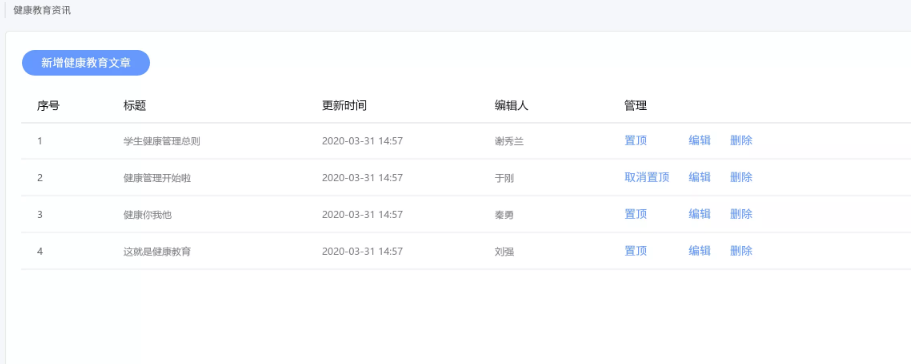 健康教育资讯
新增健康教育文章
序号 标题 更新时间 编辑人 管理
1 学生健康管理总则 2020-03-31 14:57 谢秀兰 置顶 编辑 删除
2 健康管理开始啦 2020-03-31 14:57 于刚 取消置顶 编辑 删除
3 健康你我他 2020-03-31 14:57 秦勇 置顶 编辑 删除
4 这就是健康教育 2020-03-31 14:57 刘强 置顶 编辑 删除